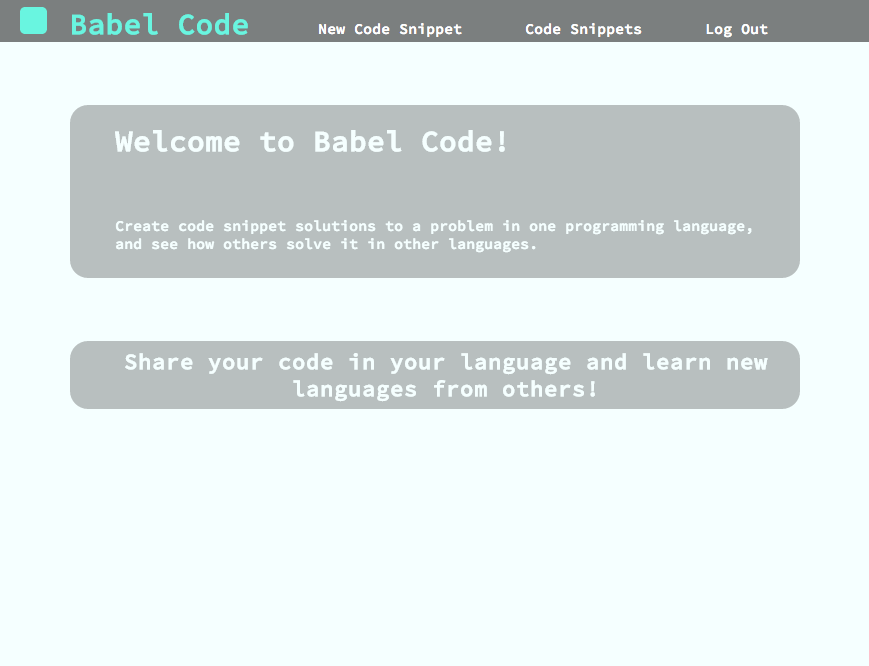 Babel Code
New Code Snippet
Code Snippets
Log Out
Welcome to Babel Code!
Create code snippet solutions to a problem in one programming language,
and see how others solve it in other languages.
Share your code in your language and learn new
languages from others!